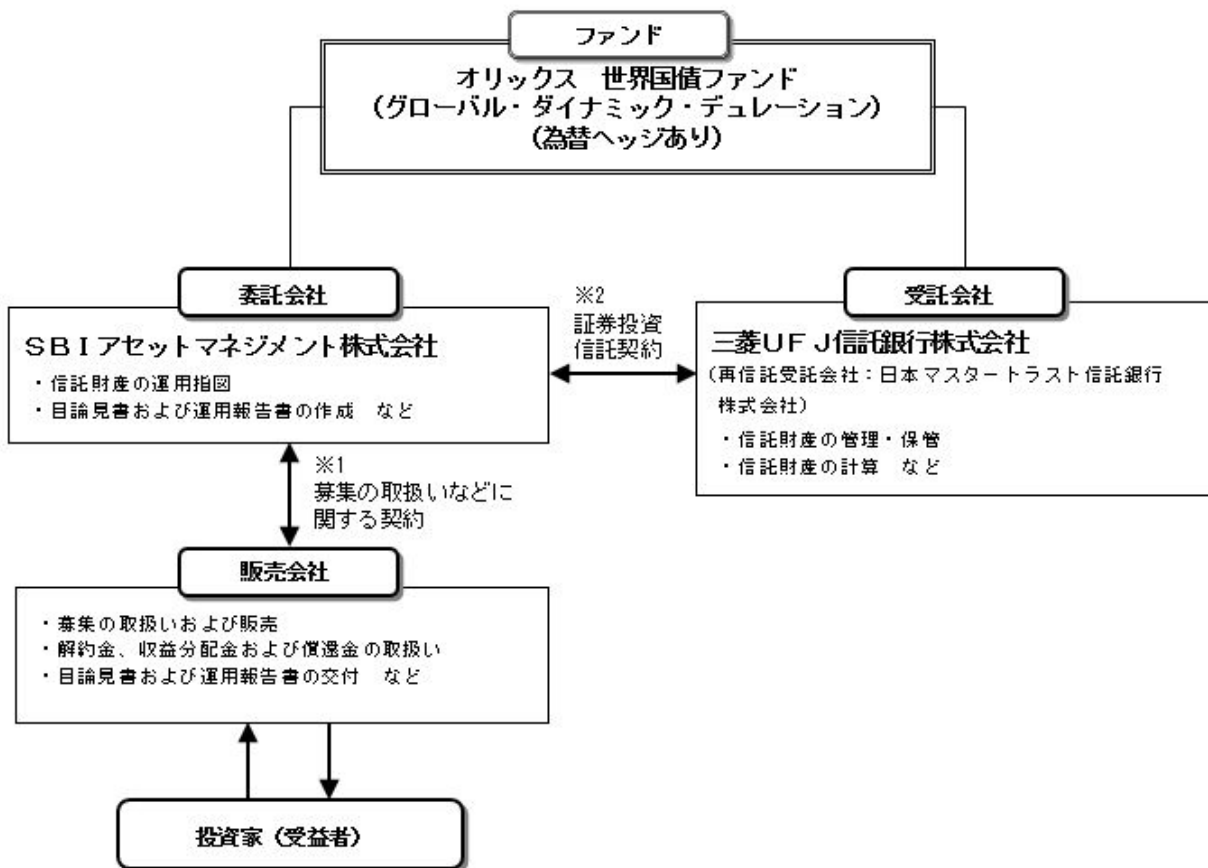 ファンド
オリックス　世界国債ファンド
(グローバル・ダイナミック・デュレーション)
(為替ヘッジあり)
委託会社
ＳＢＩアセットマネジメント株式会社
・信託財産の運用指図
・目論見書および運用報告書の作成　など
※2
証券投資
信託契約
受託会社
三菱ＵＦＪ信託銀行株式会社
(再信託受託会社：日本マスタートラスト信託銀行
株式会社)
・信託財産の管理・保管
・信託財産の計算　など
※1
募集の取扱いなどに
関する契約
販売会社
・募集の取扱いおよび販売
・解約金、収益分配金および償還金の取扱い
・目論見書および運用報告書の交付　など
投資家（受益者）